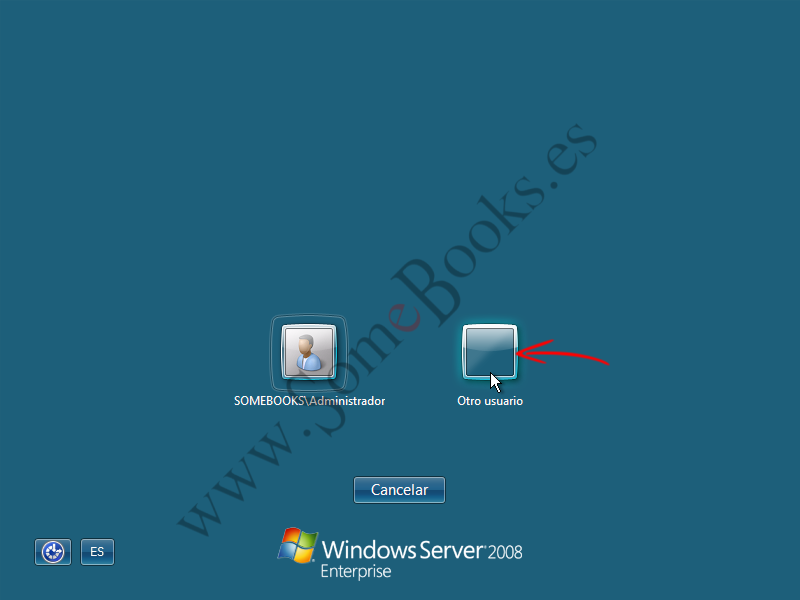 www.SomeBooks.es
SOMEBOOKS\Administrador
Otro usuario
Cancelar
ES
Windows Server 2008
Enterprise